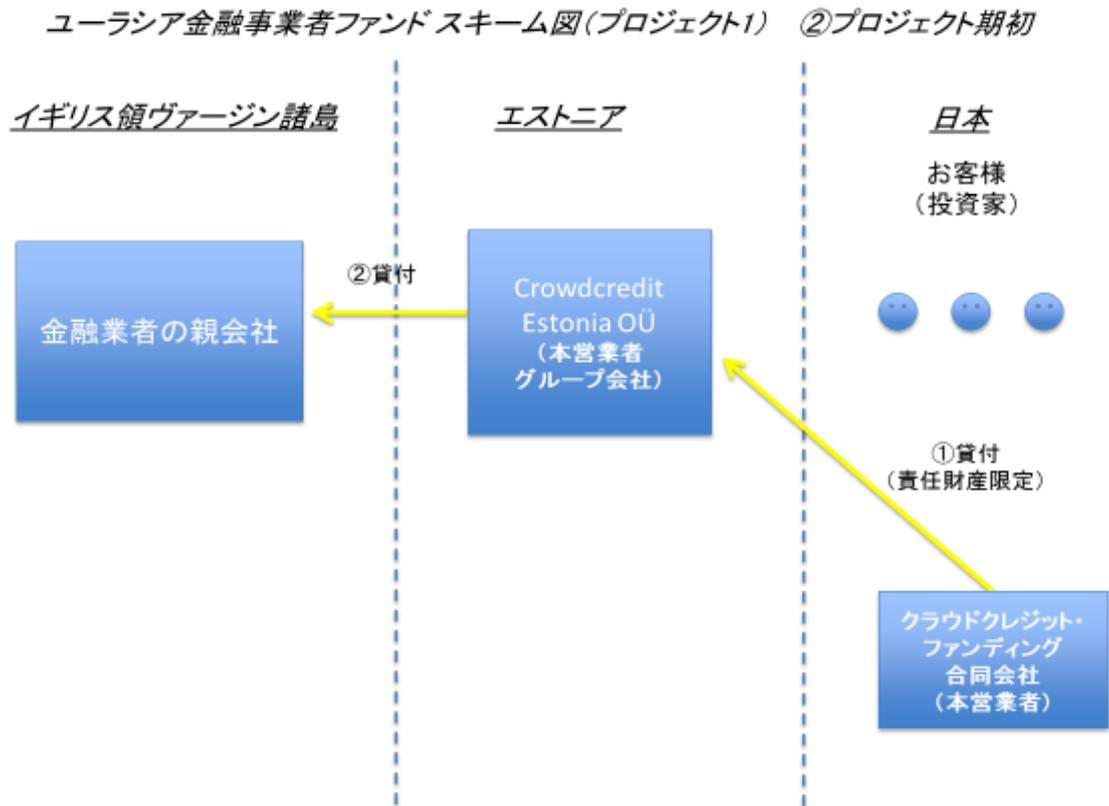 ユーラシア金融事業者ファンド スキーム図(プロジェクト1) ②プロジェクト期初
イギリス領ヴァージン諸島
エストニア
日本
お客様
(投資家)
②貸付
金融業者の親会社
Crowdcredit
Estonia OÜ
(本営業者
グループ会社)
①貸付
(責任財産限定)
クラウドクレジット・
ファンディング
合同会社
(本営業者)